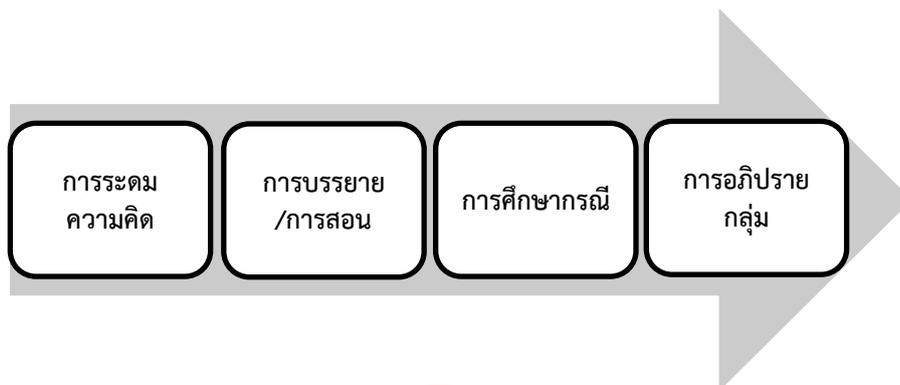 การระดม
ความคิด
การบรรยาย
/การสอน
การศึกษากรณี
การอภิปราย
กลุ่ม